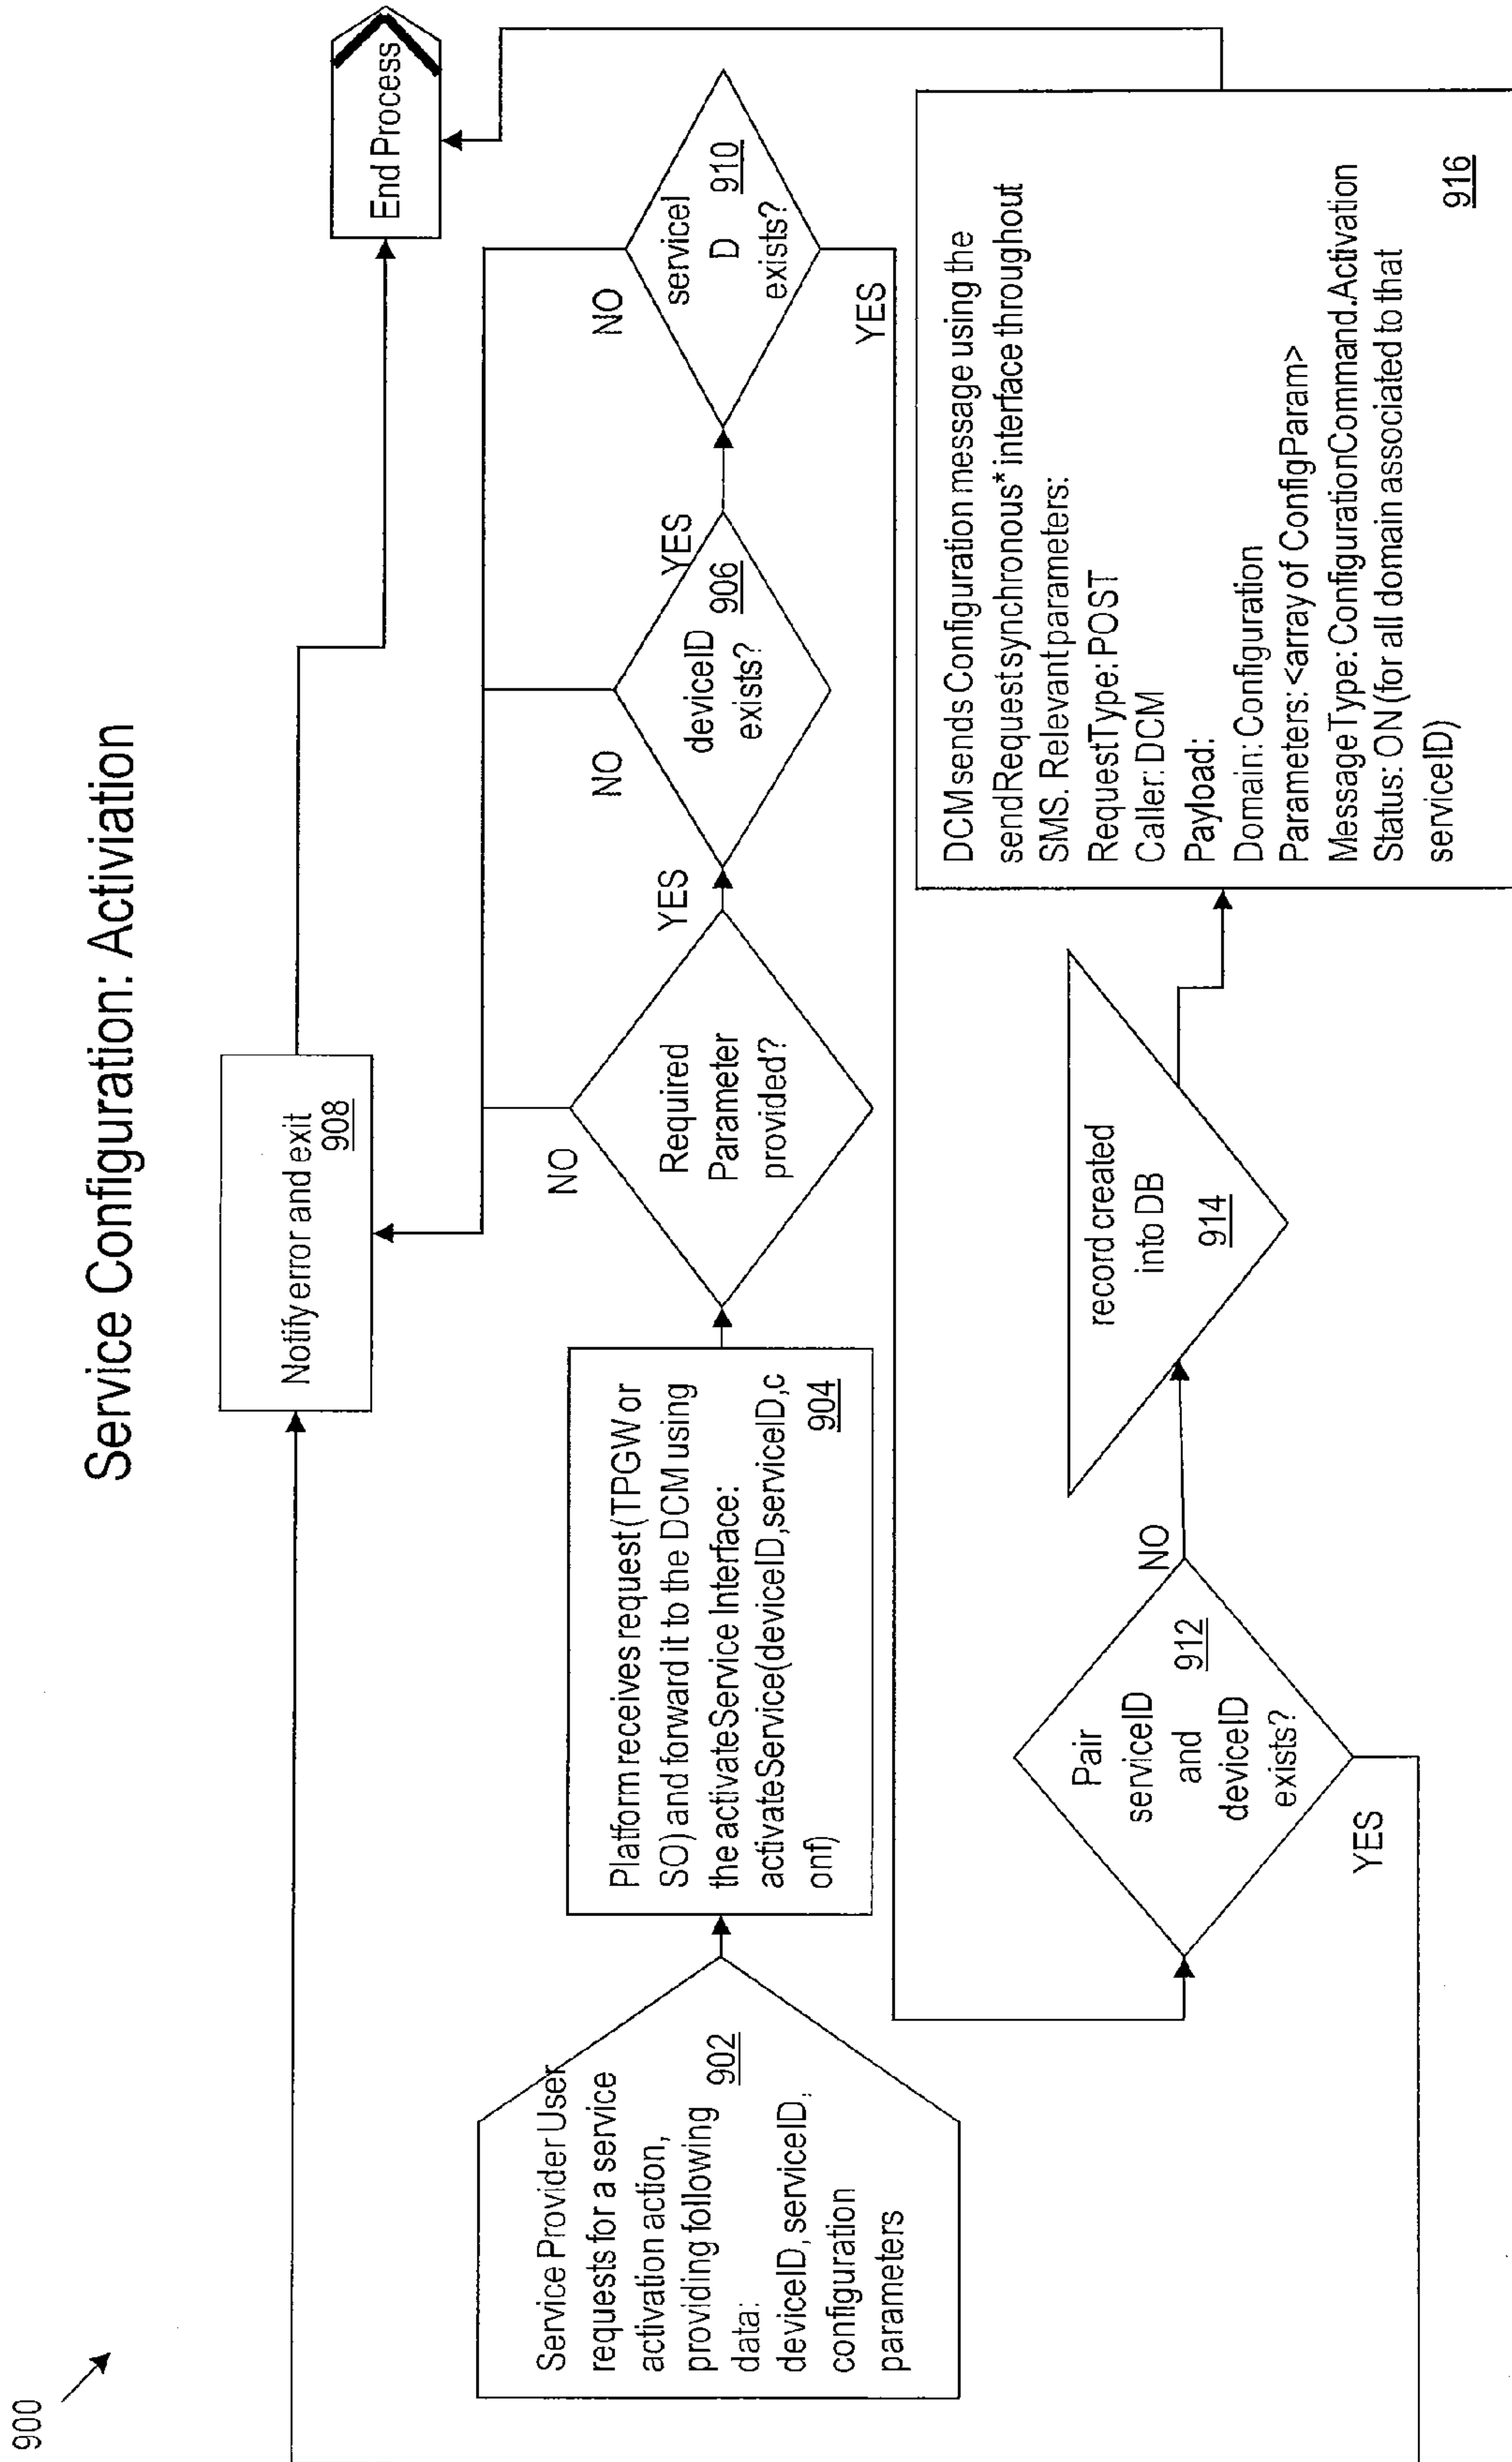 900
Service Configuration: Activiation
Notify error and exit
908
End Process
Service Provider User
requests for a service
activation action,
providing following
902
data:
deviceID, serviceID,
configuration
parameters
Platform receives request (TPGW or
SO) and forward it to the DCM using
the activateService Interface:
activateService(deviceID,serviceID,c
onf)
904
Required
Parameter
provided?
NO
YES
deviceID
exists?
906
NO
YES
serviceI
D
exists?
910
NO
YES
Pair
serviceID
and
deviceID
exists?
912
NO
YES
record created
into DB
914
DCM sends Configuration message using the
sendRequestsynchronous* interface throughout
SMS. Relevant parameters:
RequestType: POST
Caller: DCM
Payload:
Domain: Configuration
Parameters: <array of ConfigParam>
MessageType: ConfigurationCommand.Activation
Status: ON (for all domain associated to that
serviceID)
916